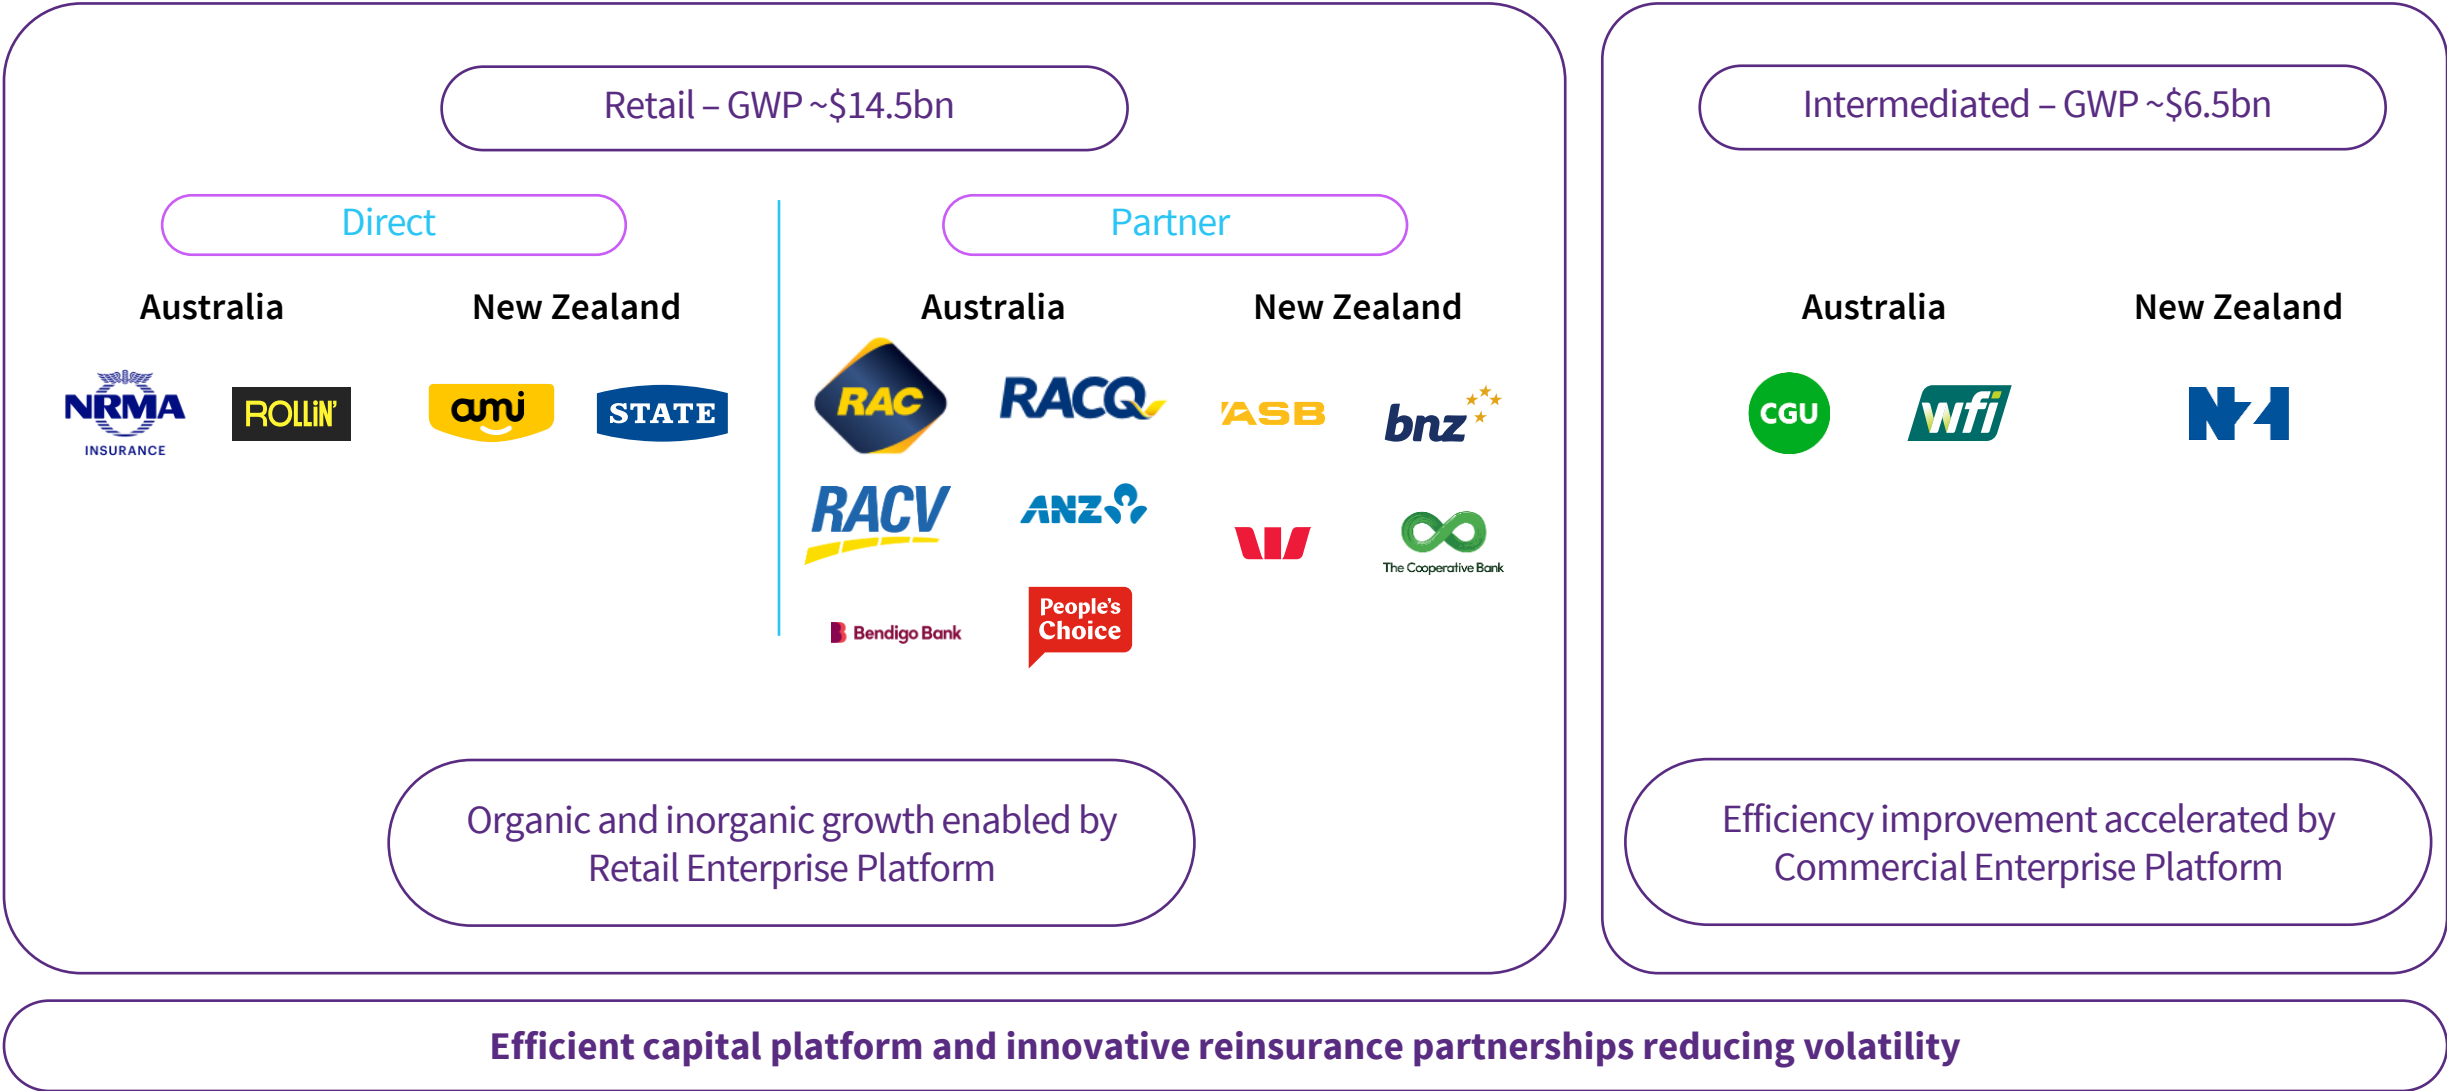 Retail – GWP ~$14.5bn
Direct
Australia
New Zealand
NRMA
INSURANCE
ROLLiN'
ami
STATE
Partner
Australia
New Zealand
RAC
RACQ
ASB
bnz
RACV
ANZ
The Cooperative Bank
Bendigo Bank
People's
Choice
Organic and inorganic growth enabled by
Retail Enterprise Platform
Intermediated – GWP ~$6.5bn
Australia
New Zealand
CGU
wfi
NZI
Efficiency improvement accelerated by
Commercial Enterprise Platform
Efficient capital platform and innovative reinsurance partnerships reducing volatility